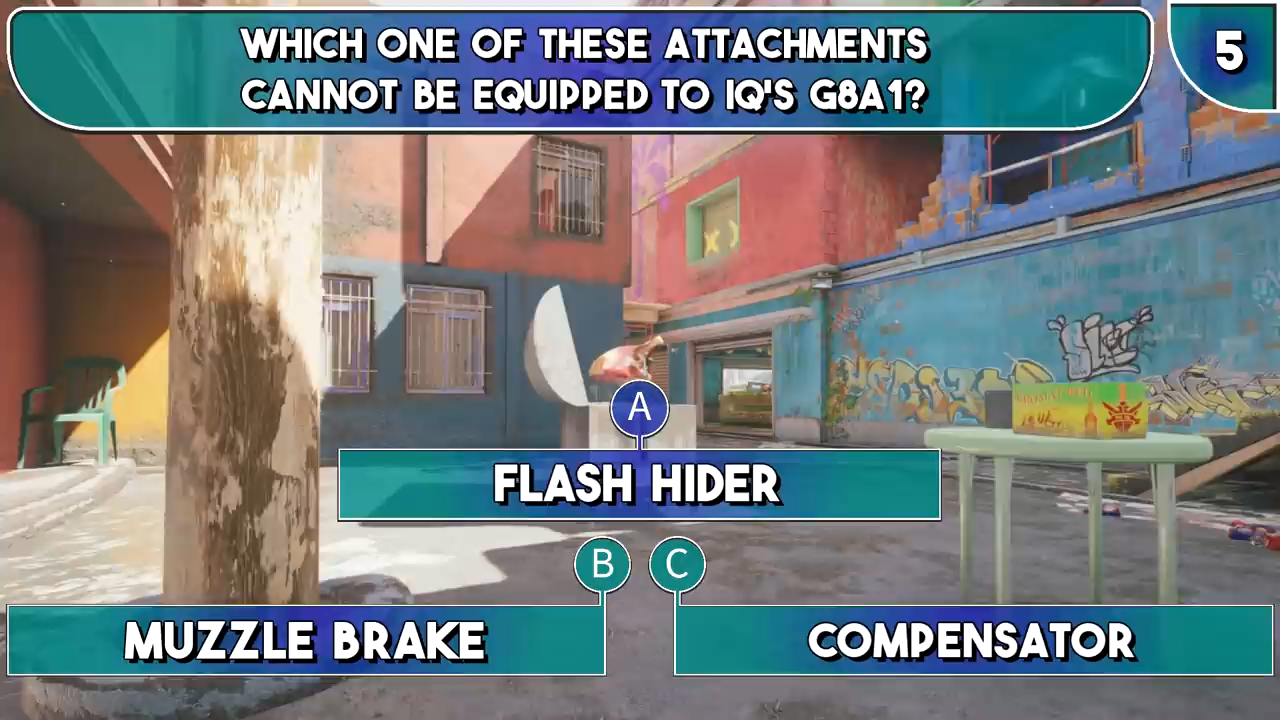 WHICH ONE OF THESE ATTACHMENTS
CANNOT BE EQUIPPED TO IQ'S G8A1?
5
A
FLASH HIDER
B
C
MUZZLE BRAKE
COMPENSATOR